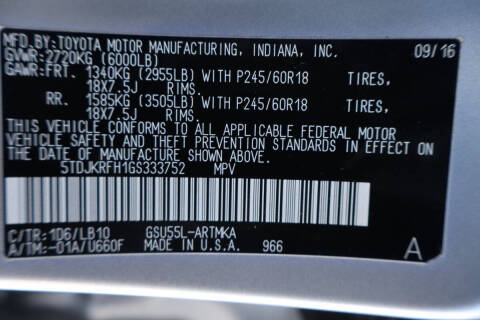 MFD.BY:TOYOTA MOTOR MANUFACTURING, INDIANA, INC. 09/16
GVWR:2720KG(6000LB)
GAWR:FRT. 1340KG(2955LB)WITH P245/60R18 TIRES,
18X7.5J RIMS.
RR. 1585KG(3505LB)WITH P245/60R18 TIRES,
18X7.5J RIMS.
THIS VEHICLE CONFORMS TO ALL APPLICABLE FEDERAL MOTOR
VEHICLE SAFETY AND THEFT PREVENTION STANDARDS IN EFFECT ON
THE DATE OF MANUFACTURE SHOWN ABOVE.
5TDJKRFH1GS333752 MPV
C/TR:1D6/LB10 GSU55L-ARTMKA
A/TM:-01A/U660F MADE IN U.S.A. 966 A